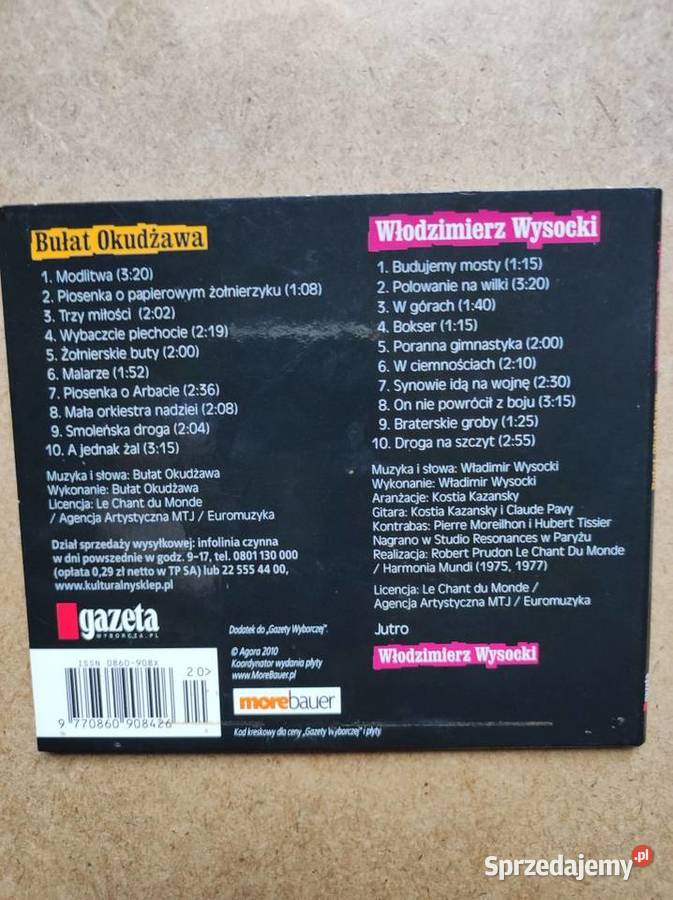 Bułat Okudżawa
1. Modlitwa (3:20)
2. Piosenka o papierowym żołnierzyku (1:08)
3. Trzy miłości (2:02)
4. Wybaczcie piechocie (2:19)
5. Żołnierskie buty (2:00)
6. Malarze (1:52)
7. Piosenka o Arbacie (2:36)
8. Mała orkiestra nadziei (2:08)
9. Smoleńska droga (2:04)
10. A jednak żal (3:15)
Muzyka i słowa: Bułat Okudżawa
Wykonanie: Bułat Okudżawa
Licencja: Le Chant du Monde
/ Agencja Artystyczna MTJ / Euromuzyka
Dział sprzedaży wysyłkowej: infolinia czynna
w dni powszednie w godz. 9–17, tel. 0801 130 000
(opłata 0,29 zł netto w TP SA) lub 22 555 44 00,
www.kulturalnysklep.pl
gazeta
WYBORCZA.PL
ISSN 0860-908X
20>
9 770860 908426
Dodatek do „Gazety Wyborczej”.
© Agora 2010
Koordynator wydania płyty
www.MoreBauer.pl
morebauer
Kod kreskowy dla ceny „Gazety Wyborczej” i płyty.
Włodzimierz Wysocki
1. Budujemy mosty (1:15)
2. Polowanie na wilki (3:20)
3. W górach (1:40)
4. Bokser (1:15)
5. Poranna gimnastyka (2:00)
6. W ciemnościach (2:10)
7. Synowie idą na wojnę (2:30)
8. On nie powrócił z boju (3:15)
9. Braterskie groby (1:25)
10. Droga na szczyt (2:55)
Muzyka i słowa: Władimir Wysocki
Wykonanie: Władimir Wysocki
Aranżacje: Kostia Kazansky
Gitara: Kostia Kazansky i Claude Pavy
Kontrabas: Pierre Moreilhon i Hubert Tissier
Nagrano w Studio Resonances w Paryżu
Realizacja: Robert Prudon Le Chant Du Monde
/ Harmonia Mundi (1975, 1977)
Licencja: Le Chant du Monde /
Agencja Artystyczna MTJ / Euromuzyka
Jutro
Włodzimierz Wysocki
Sprzedajemy.pl